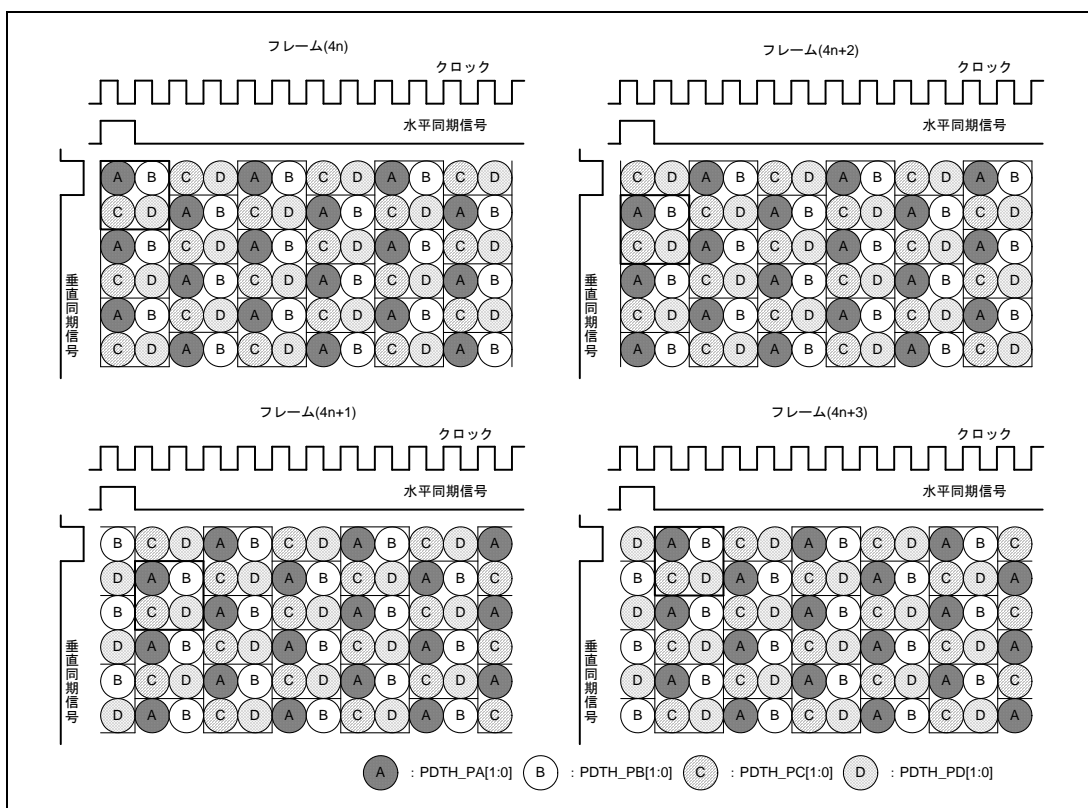 フレーム(4n)
クロック
水平同期信号
垂直同期信号
A B C D A B C D A B C D
C D A B C D A B C D A B
A B C D A B C D A B C D
C D A B C D A B C D A B
A B C D A B C D A B C D
C D A B C D A B C D A B
フレーム(4n+2)
クロック
水平同期信号
垂直同期信号
C D A B C D A B C D A B
A B C D A B C D A B C D
C D A B C D A B C D A B
A B C D A B C D A B C D
C D A B C D A B C D A B
A B C D A B C D A B C D
フレーム(4n+1)
クロック
水平同期信号
垂直同期信号
B C D A B C D A B C D A
D A B C D A B C D A B C
B C D A B C D A B C D A
D A B C D A B C D A B C
B C D A B C D A B C D A
D A B C D A B C D A B C
フレーム(4n+3)
クロック
水平同期信号
垂直同期信号
D A B C D A B C D A B C
B C D A B C D A B C D A
D A B C D A B C D A B C
B C D A B C D A B C D A
D A B C D A B C D A B C
B C D A B C D A B C D A
A : PDTH_PA[1:0] B : PDTH_PB[1:0] C : PDTH_PC[1:0] D : PDTH_PD[1:0]